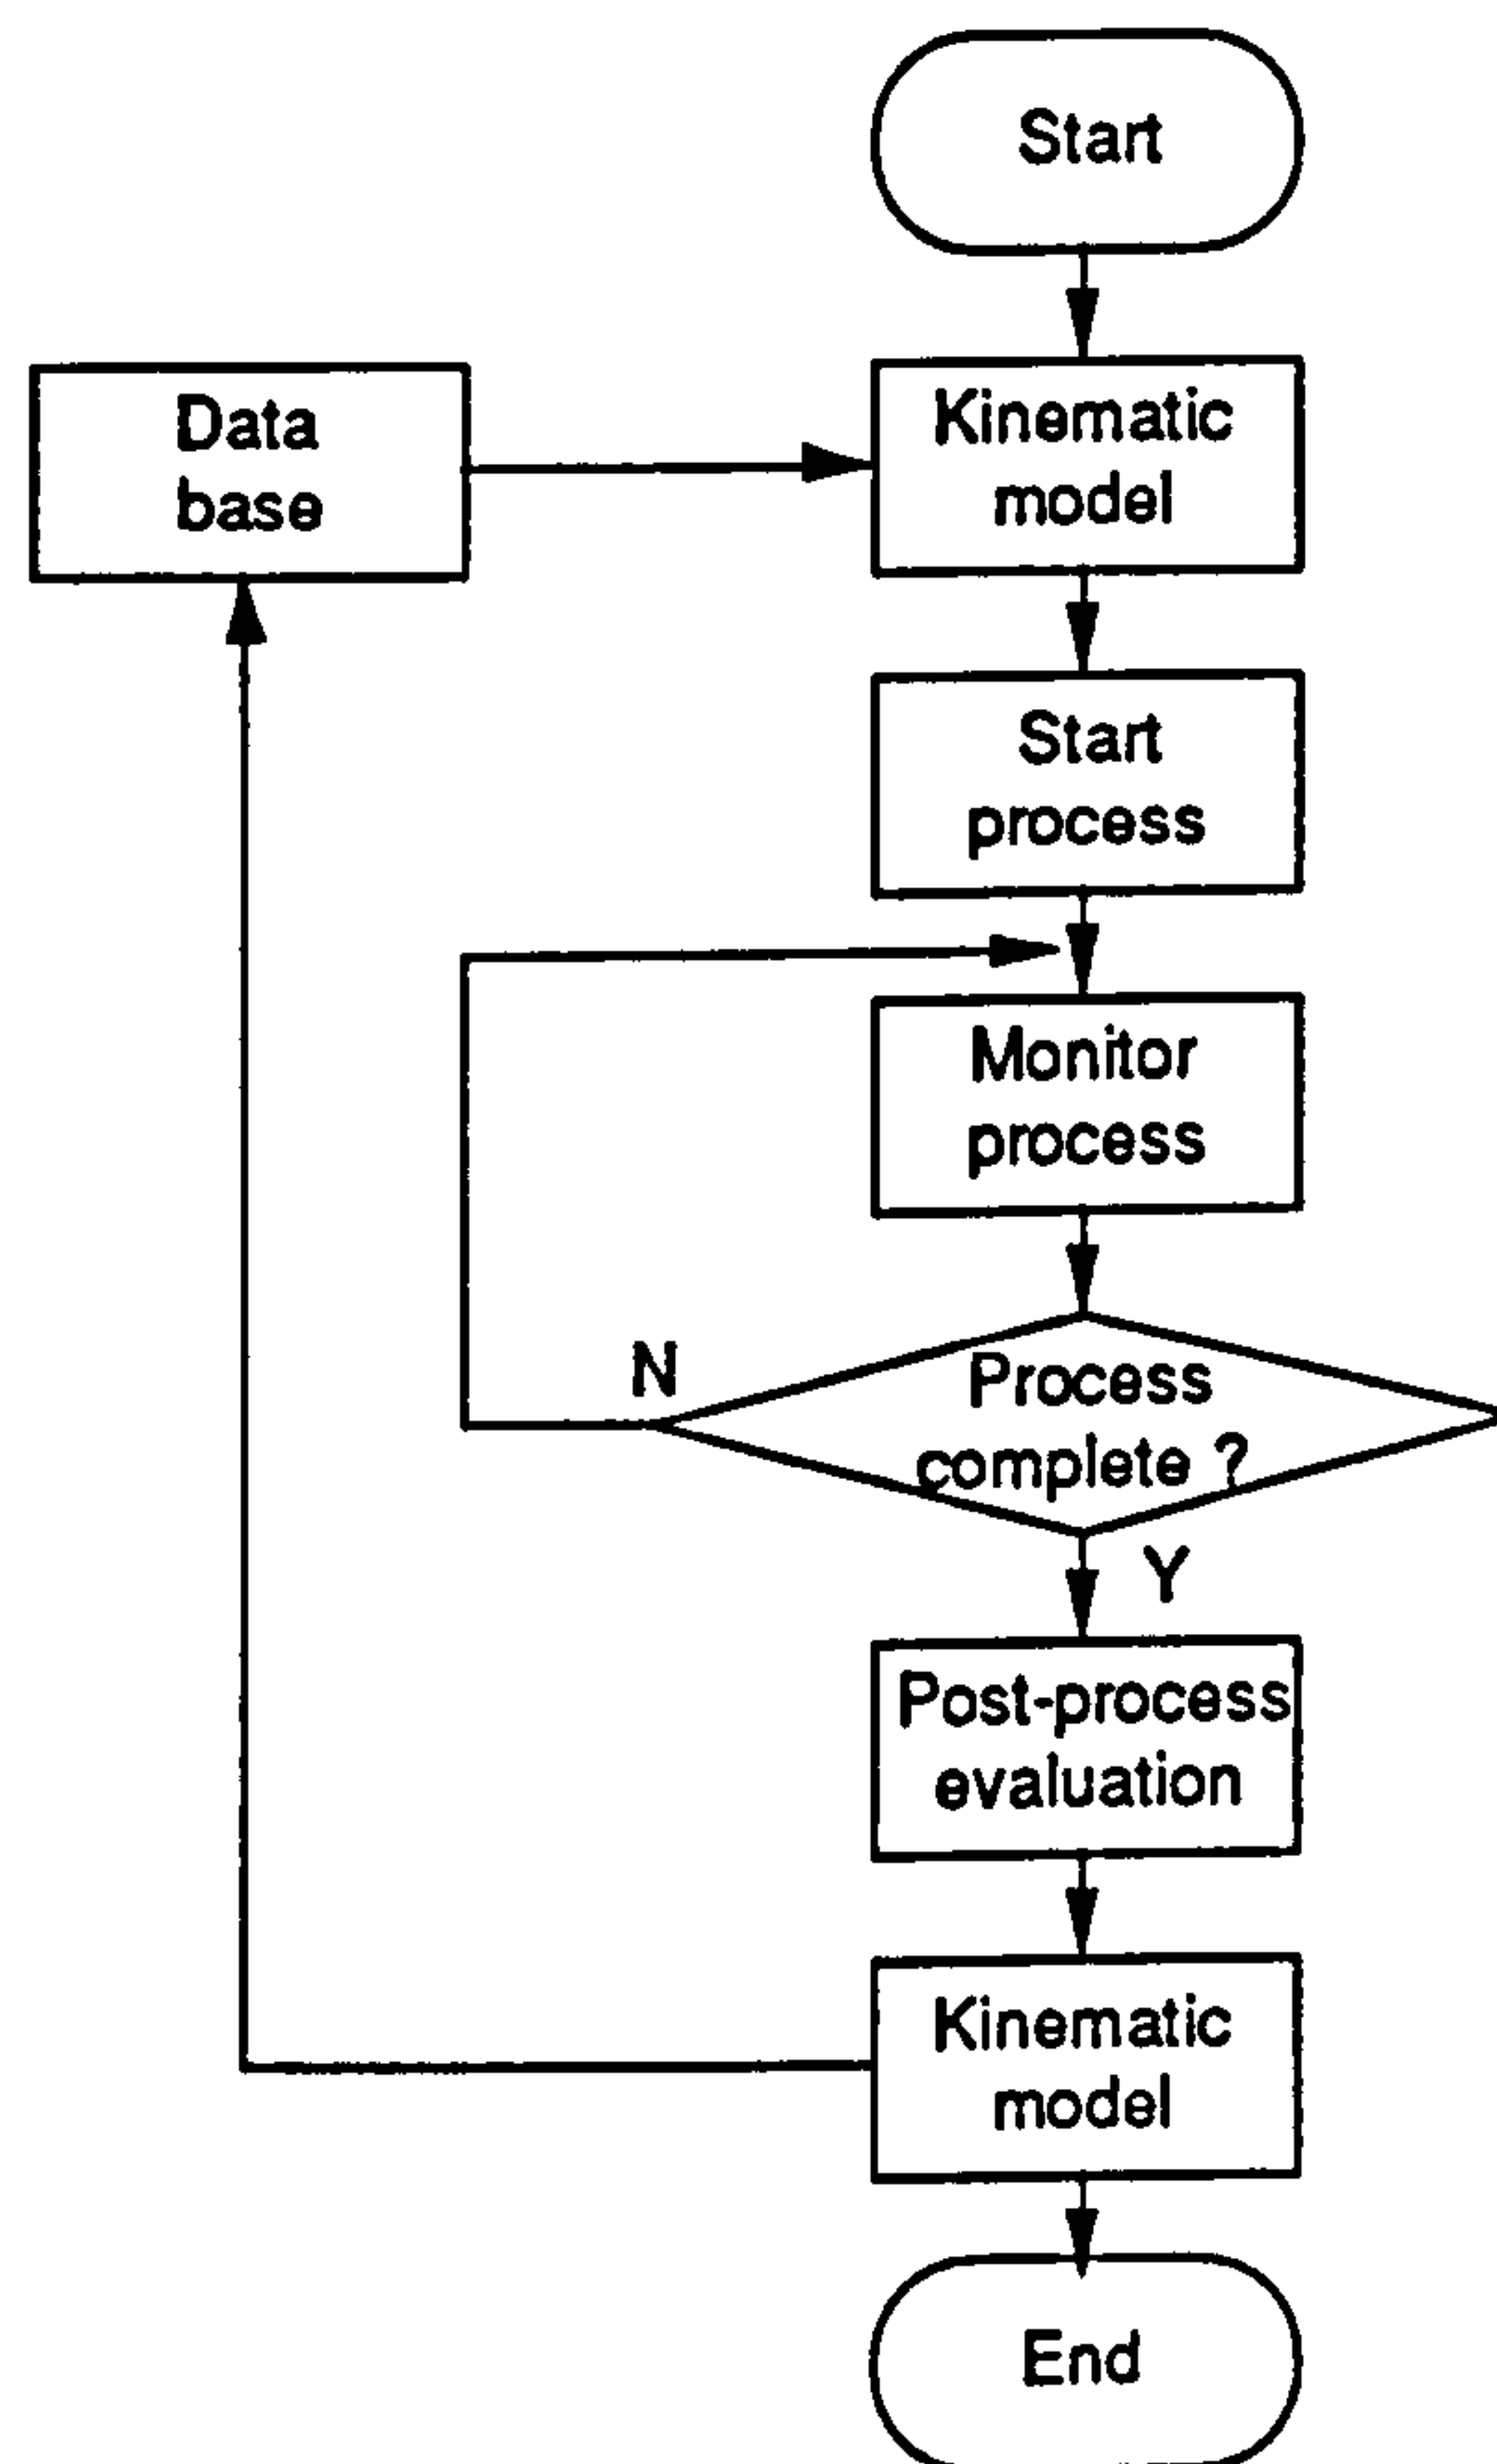 Start
Data
base
Kinematic
model
Start
process
Monitor
process
N
Process
complete ?
Y
Post-process
evaluation
Kinematic
model
End